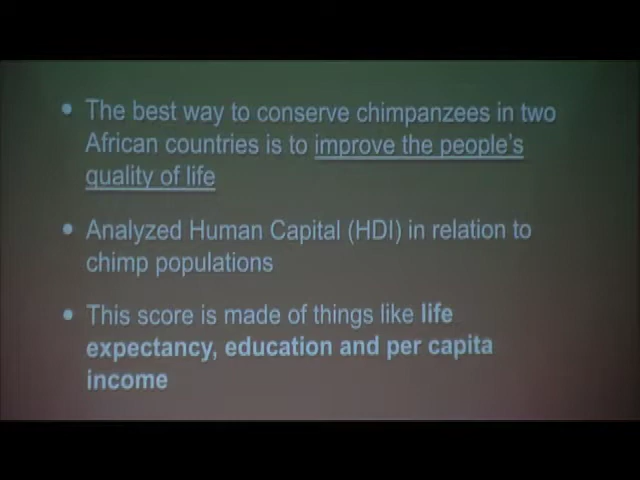 • The best way to conserve chimpanzees in two
African countries is to improve the people's
quality of life
• Analyzed Human Capital (HDI) in relation to
chimp populations
• This score is made of things like life
expectancy, education and per capita
income